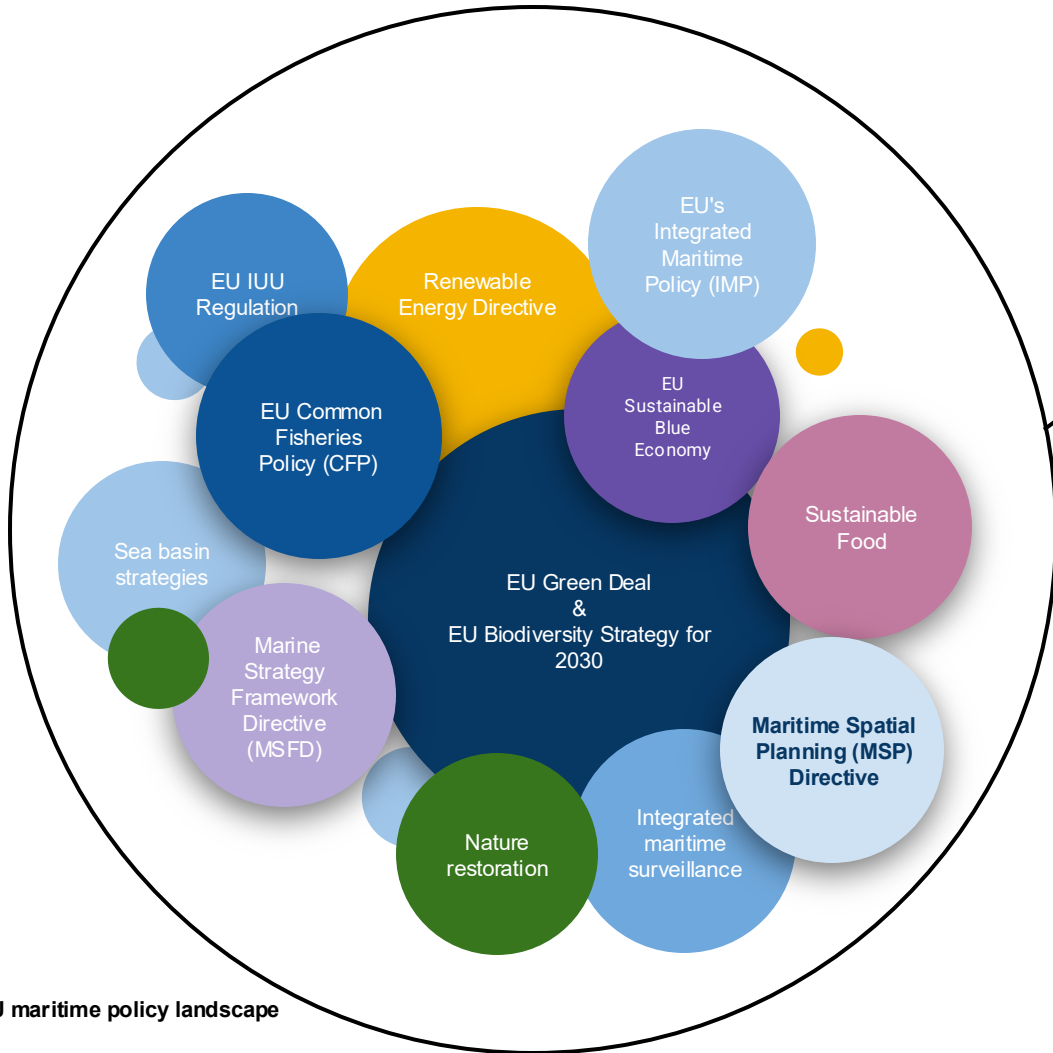 EU's
Integrated
Maritime
Policy (IMP)
EU IUU
Regulation
Renewable
Energy Directive
EU
Sustainable
Blue
Economy
EU Common
Fisheries
Policy (CFP)
Sustainable
Food
Sea basin
strategies
EU Green Deal
&
EU Biodiversity Strategy for
2030
Marine
Strategy
Framework
Directive
(MSFD)
Maritime Spatial
Planning (MSP)
Directive
Nature
restoration
Integrated
maritime
surveillance
maritime policy landscape